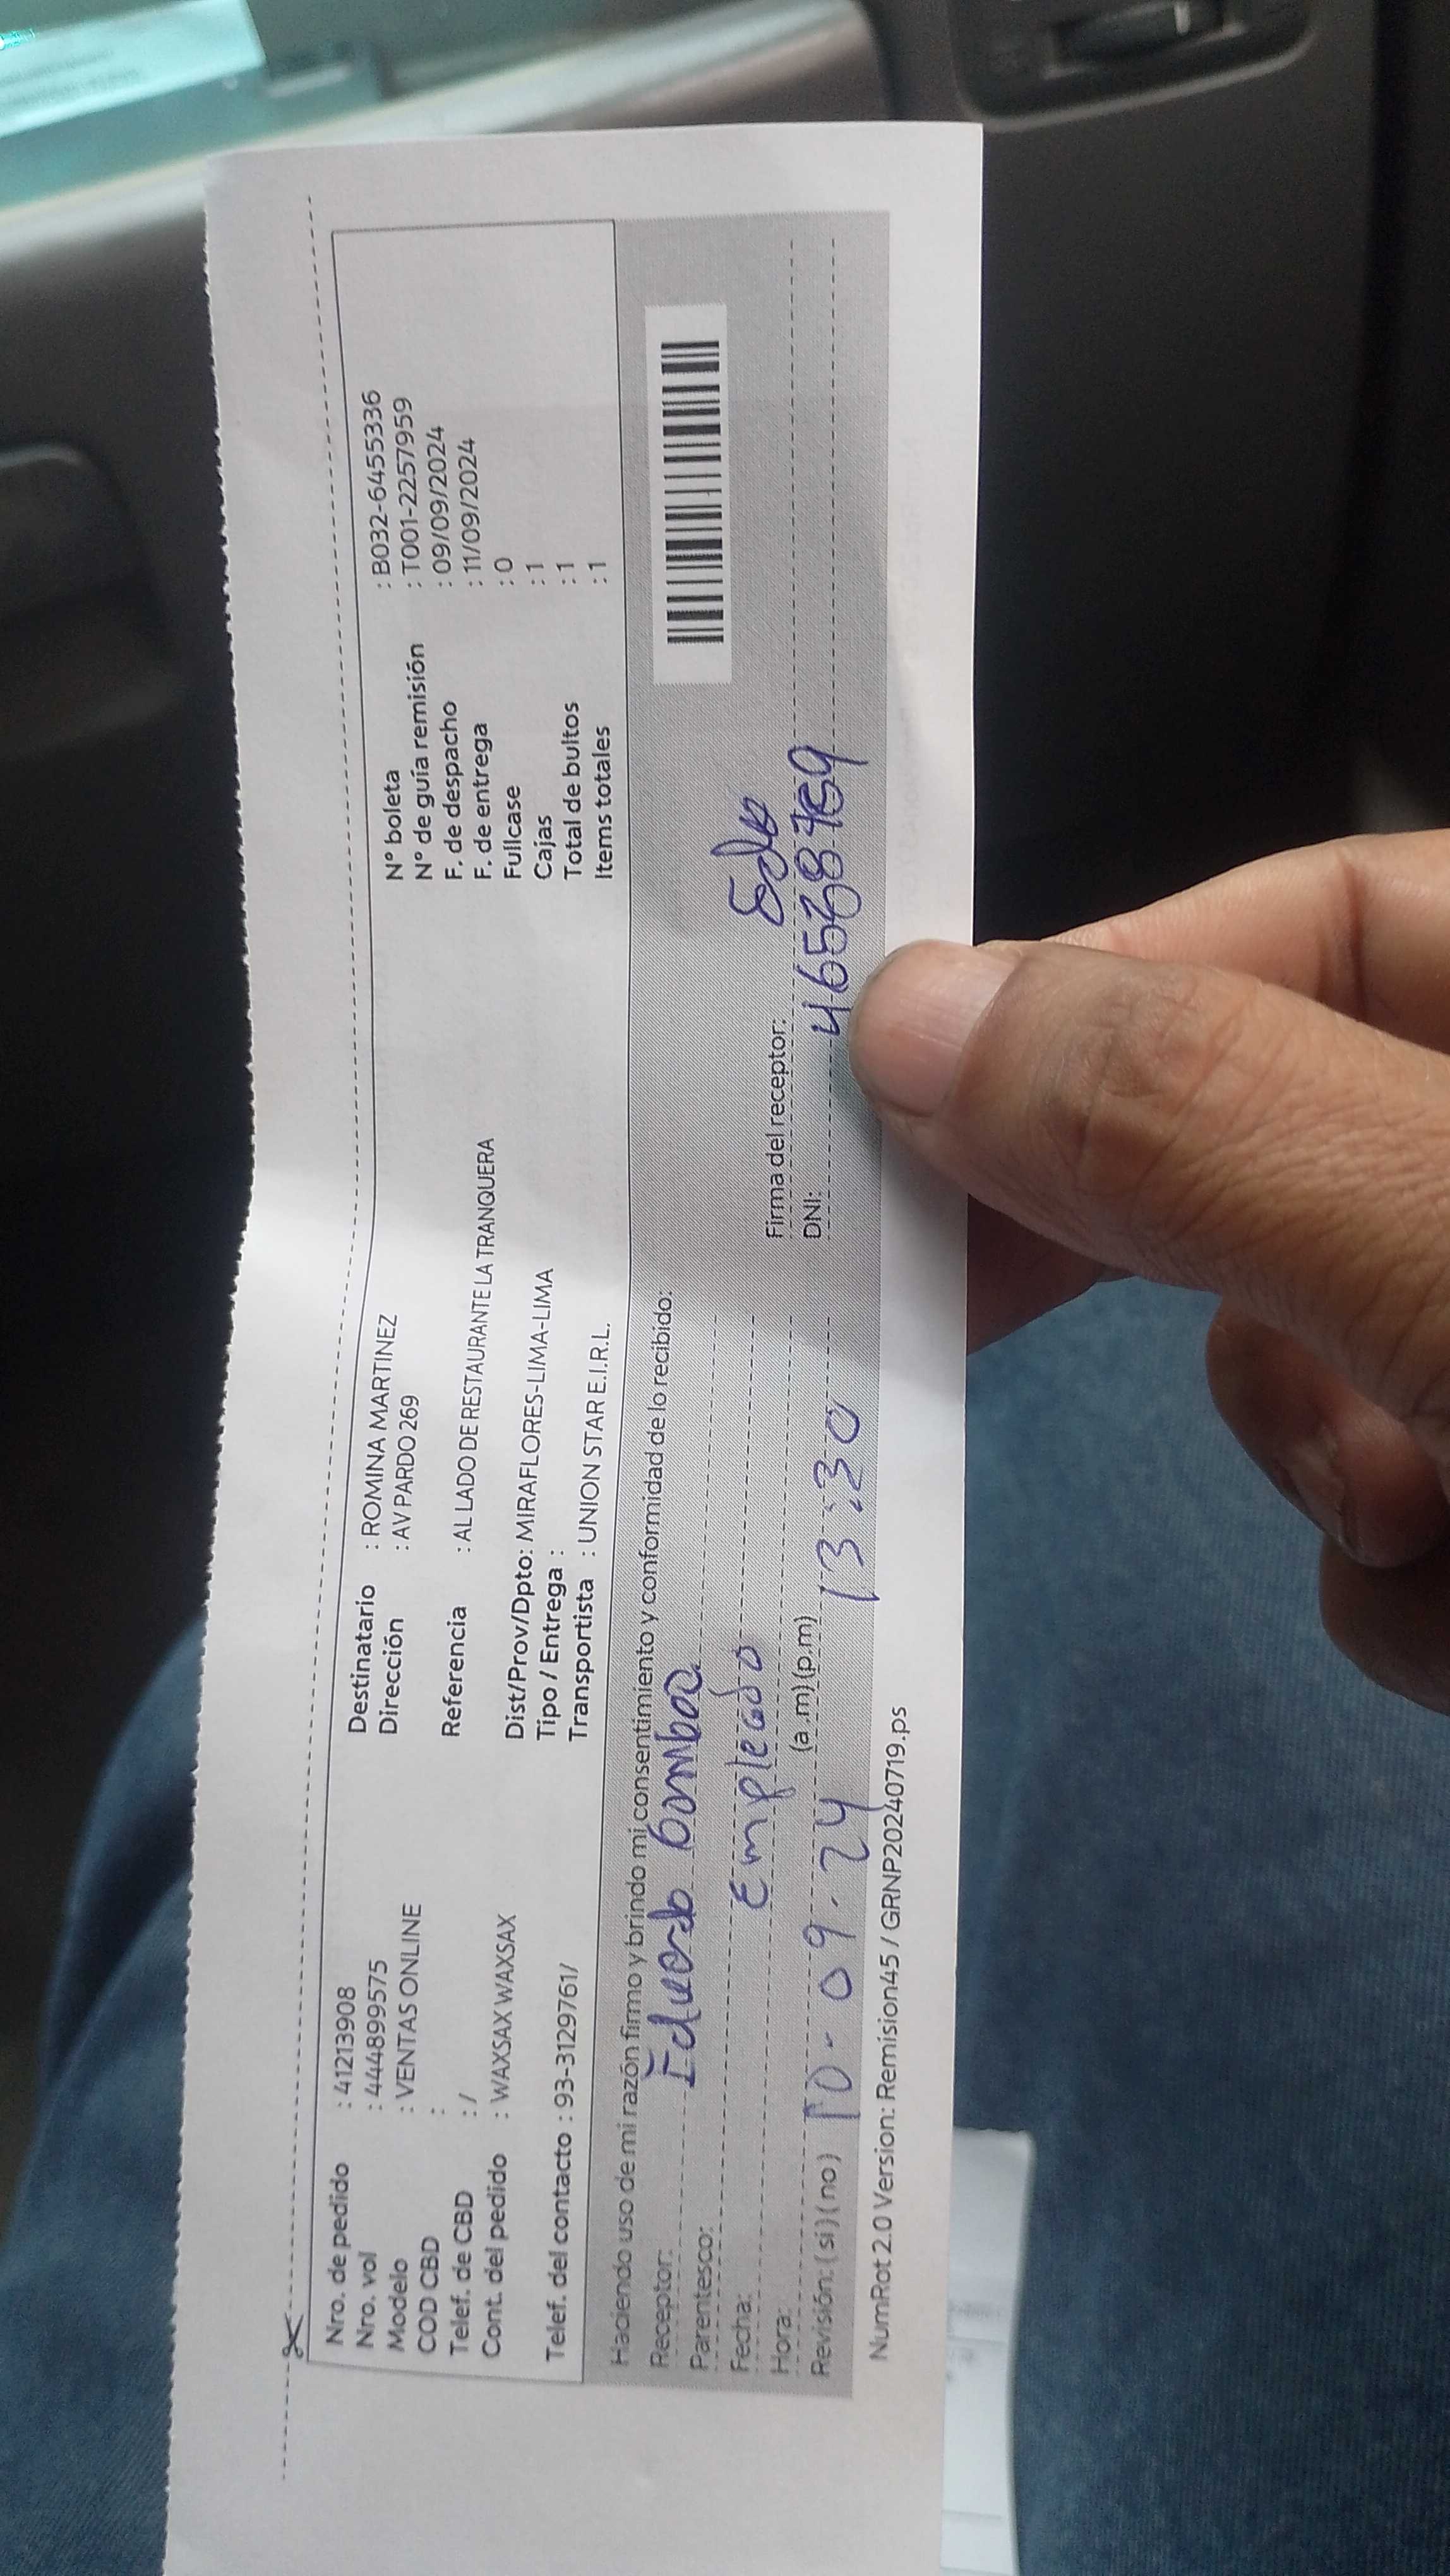 Nro. de pedido : 41213908
Nro. vol : 444899575
Modelo : VENTAS ONLINE
COD CBD :
Telef. de CBD : /
Cont. del pedido : WAXSAX WAXSAX
Telef. del contacto : 93-3129761/
Destinatario : ROMINA MARTINEZ
Dirección : AV PARDO 269
Referencia : AL LADO DE RESTAURANTE LA TRANQUERA
Dist/Prov/Dpto: MIRAFLORES-LIMA-LIMA
Tipo / Entrega :
Transportista : UNION STAR E.I.R.L.
N° boleta : B032-6455336
N° de guía remisión : T001-2257959
F. de despacho : 09/09/2024
F. de entrega : 11/09/2024
Fullcase : 0
Cajas : 1
Total de bultos : 1
Items totales : 1
Haciendo uso de mi razón firmo y brindo mi consentimiento y conformidad de lo recibido:
Receptor: Eduardo
Parentesco:
Fecha: Empleado
Hora: (a .m) (p.m)
Revisión: ( si ) ( no ) 10-09-24 13:30
Firma del receptor:
DNI:
NumRot 2.0 Version: Remision45 / GRNP20240719.ps